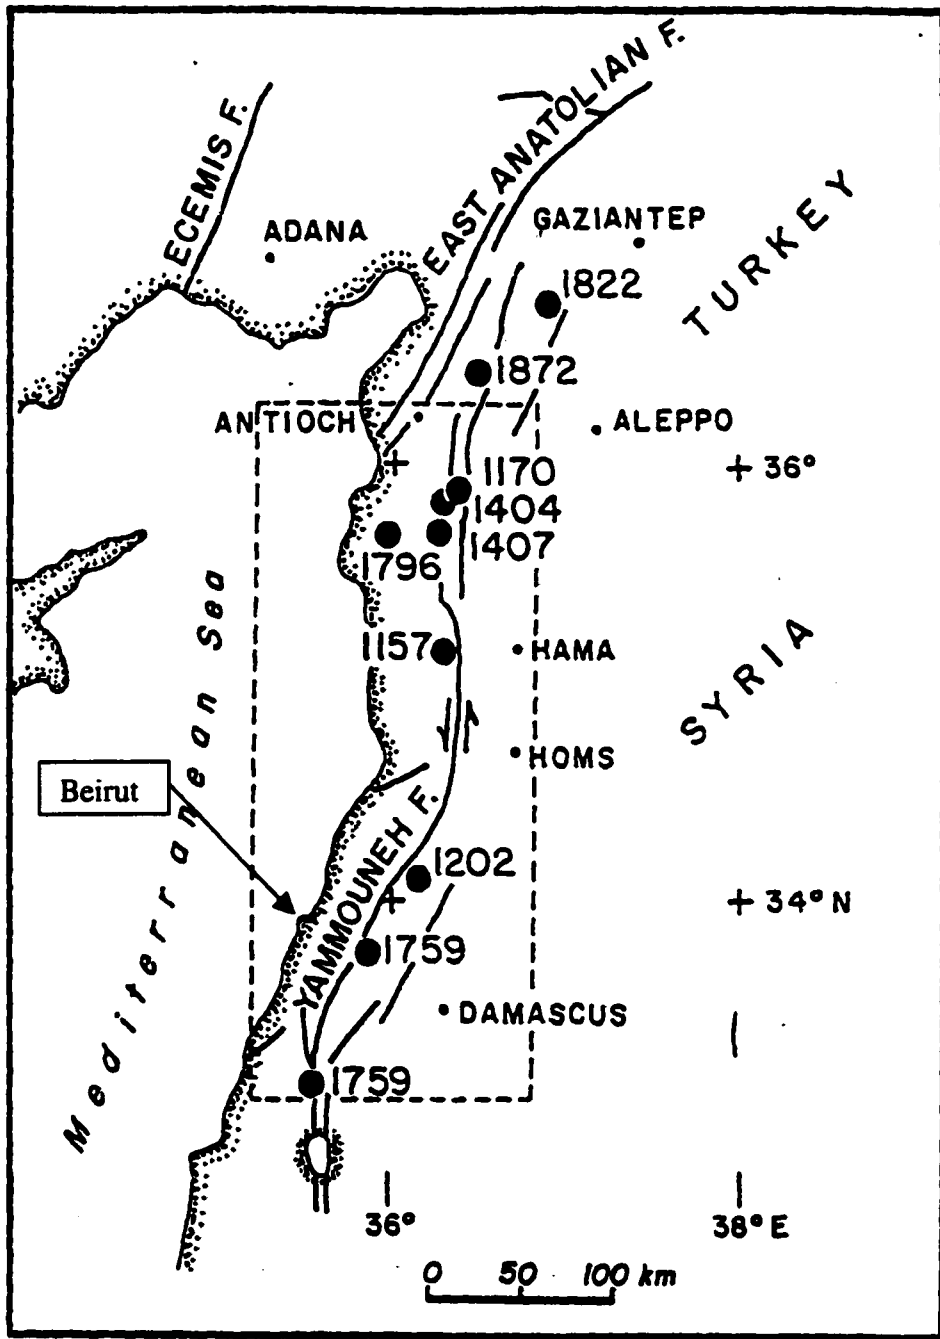 EAST ANATOLIAN F.
ECEMIS F.
ADANA
GAZIANTEP
TURKEY
1822
1872
ANTIOCH
ALEPPO
+ 36°
+
1170
1404
1407
1796
1157
HAMA
SYRIA
HOMS
Mediterranean Sea
Beirut
YAMMOUNEH F.
1202
+
+ 34° N
1759
DAMASCUS
1759
36°
38° E
0 50 100 km